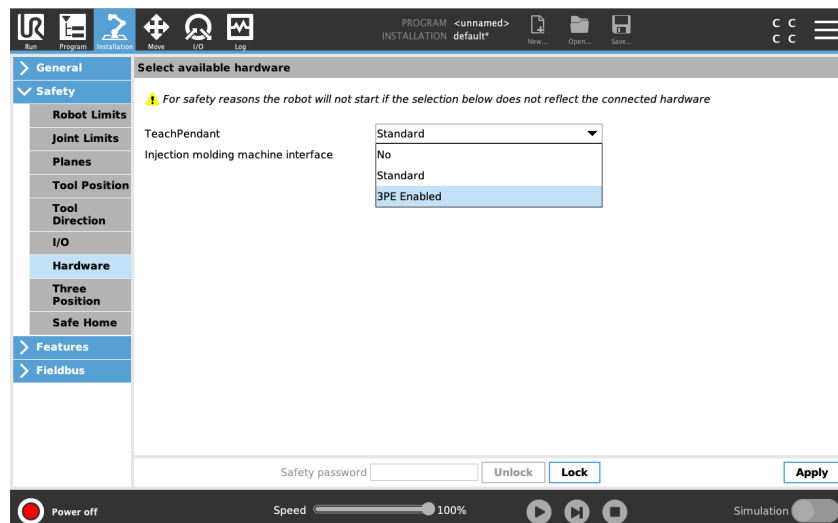 UR
Run
Program
Installation
Move
I/O
Log
PROGRAM <unnamed>
INSTALLATION default*
New...
Open...
Save...
C C
C C
General
Safety
Robot Limits
Joint Limits
Planes
Tool Position
Tool
Direction
I/O
Hardware
Three
Position
Safe Home
Features
Fieldbus
Select available hardware
For safety reasons the robot will not start if the selection below does not reflect the connected hardware
TeachPendant Standard
Injection molding machine interface No
Standard
3PE Enabled
Safety password Unlock Lock Apply
Power off Speed 100% Simulation